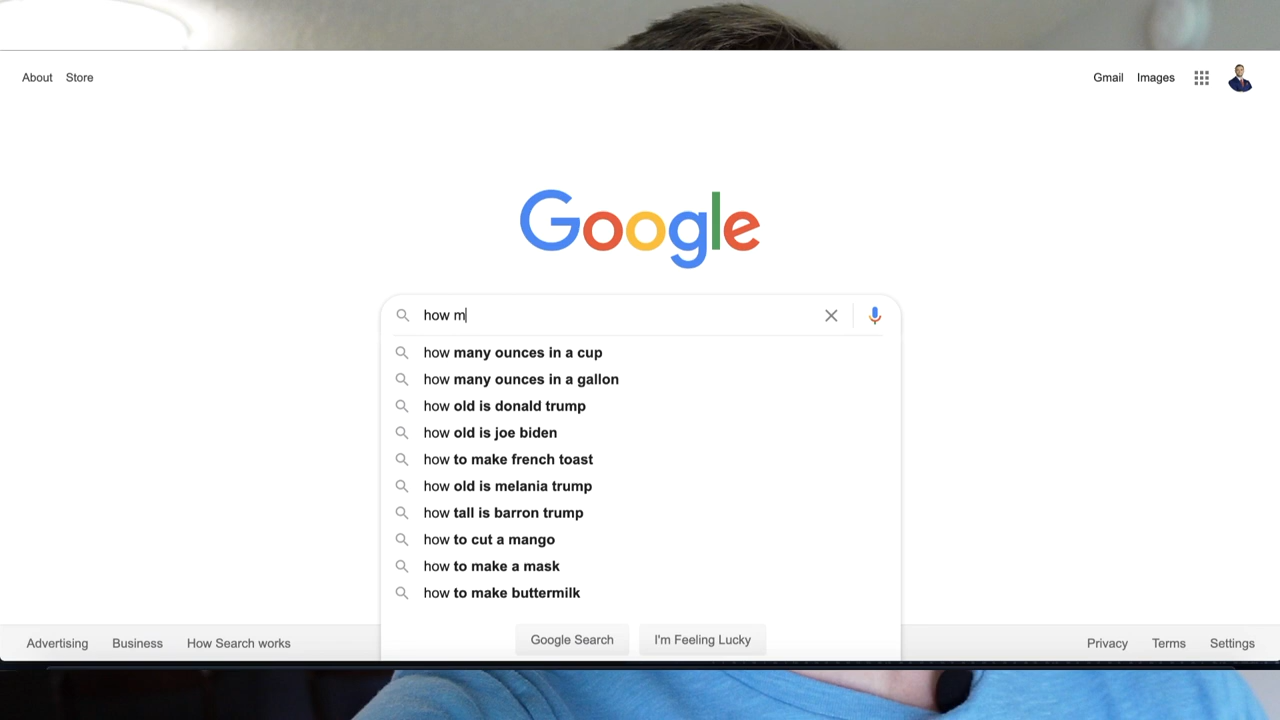 About Store
Gmail Images
Google
how m
how many ounces in a cup
how many ounces in a gallon
how old is donald trump
how old is joe biden
how to make french toast
how old is melania trump
how tall is barron trump
how to cut a mango
how to make a mask
how to make buttermilk
Google Search I'm Feeling Lucky
Advertising Business How Search works
Privacy Terms Settings